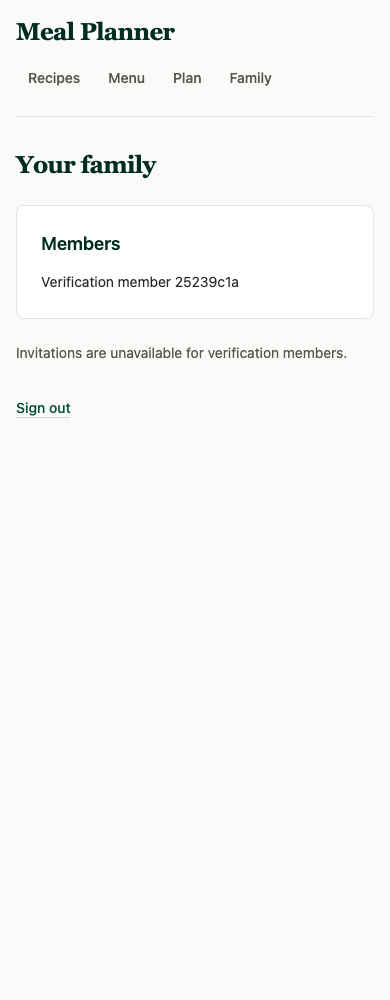 Meal Planner
Recipes Menu Plan Family
Your family
Members
Verification member 25239c1a
Invitations are unavailable for verification members.
Sign out